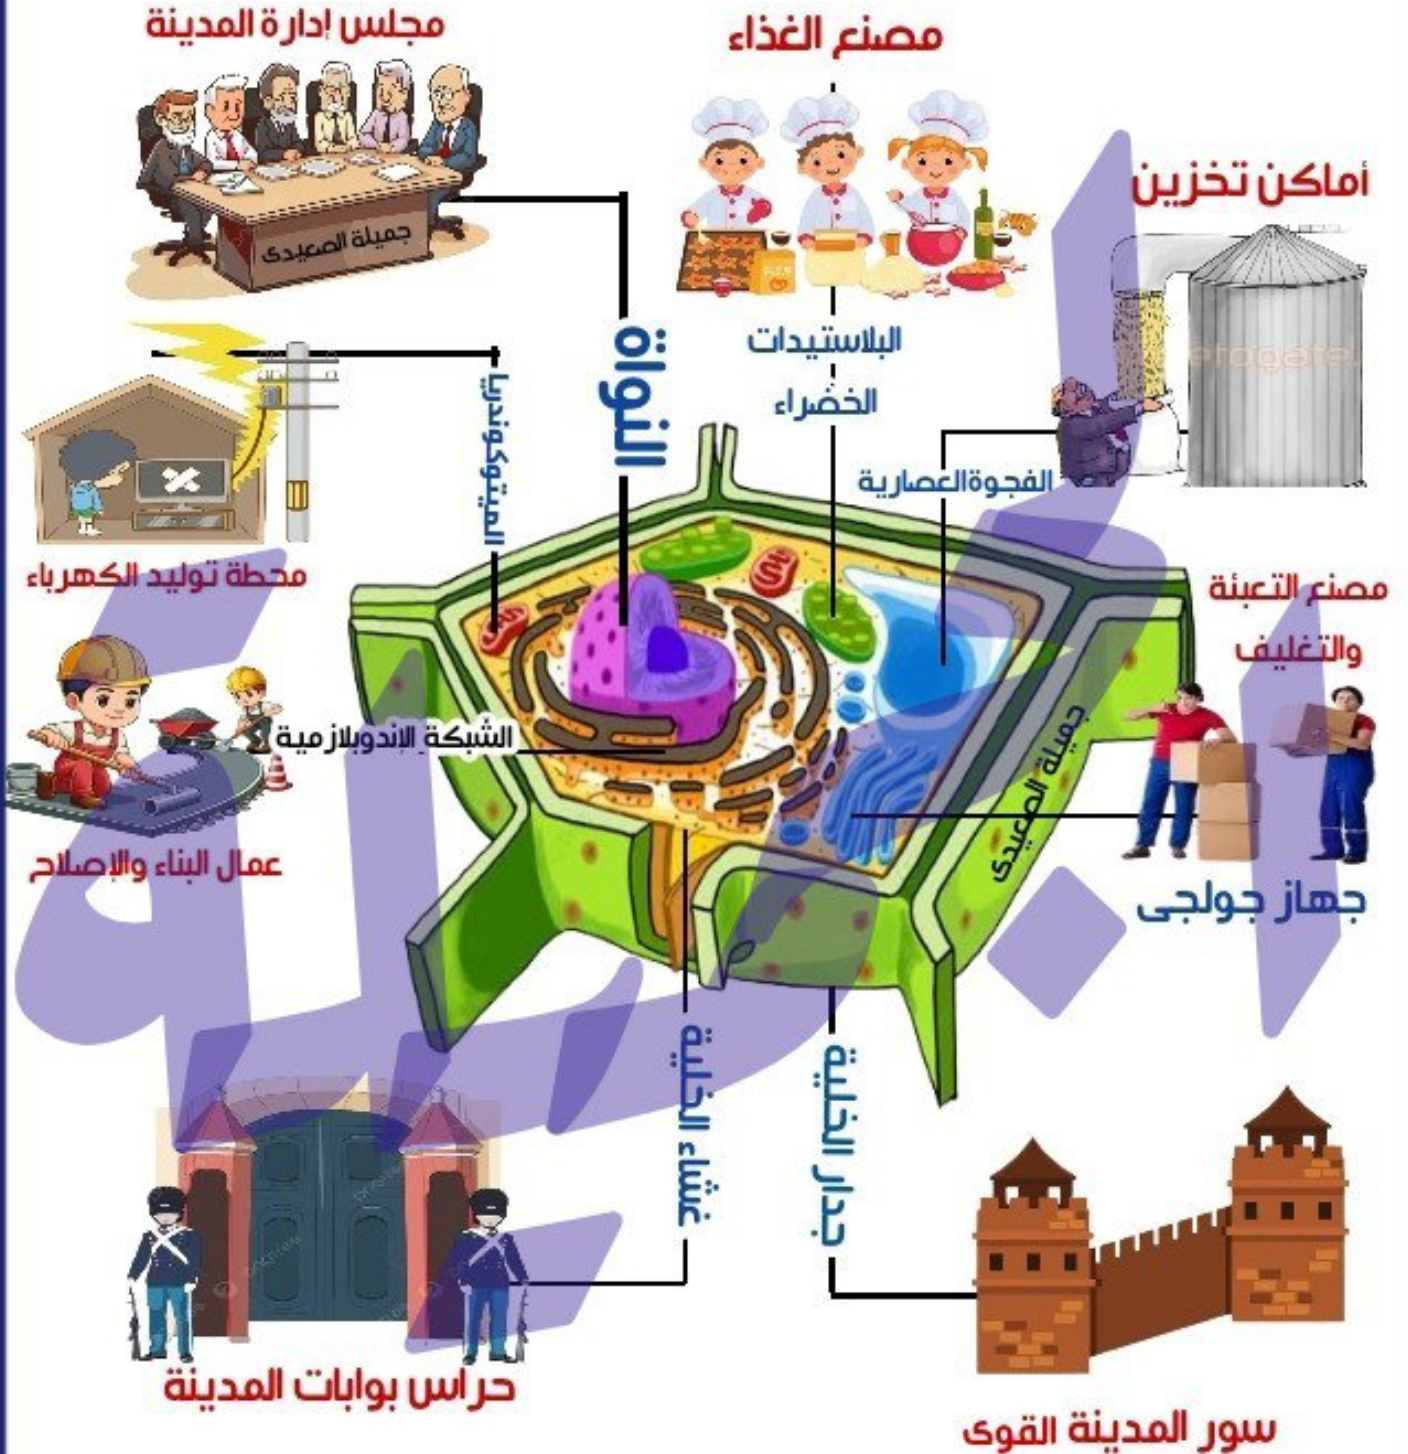 مجلس إدارة المدينة
مصنع الغذاء
أماكن تخزين
جميلة الصعيدى
النواة
البلاستيدات
الخضراء
الميتوكوندريا
الفجوة العصارية
محطة توليد الكهرباء
مصنع التعبئة
والتغليف
الشبكة الإندوبلازمية
جميلة الصعيدى
عمال البناء والإصلاح
جهاز جولجى
غشاء الخلية
جدار الخلية
حراس بوابات المدينة
سور المدينة القوى